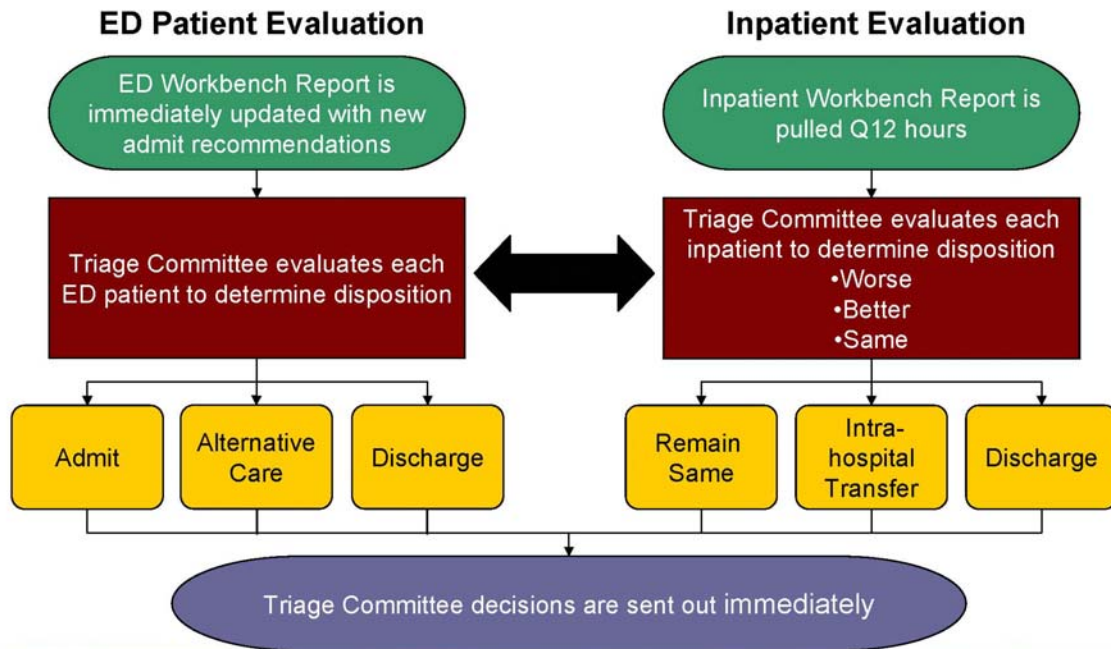 ED Patient Evaluation
ED Workbench Report is
immediately updated with new
admit recommendations
Triage Committee evaluates each
ED patient to determine disposition
Admit
Alternative
Care
Discharge
Inpatient Evaluation
Inpatient Workbench Report is
pulled Q12 hours
Triage Committee evaluates each
inpatient to determine disposition
•Worse
•Better
•Same
Remain
Same
Intra-
hospital
Transfer
Discharge
Triage Committee decisions are sent out immediately